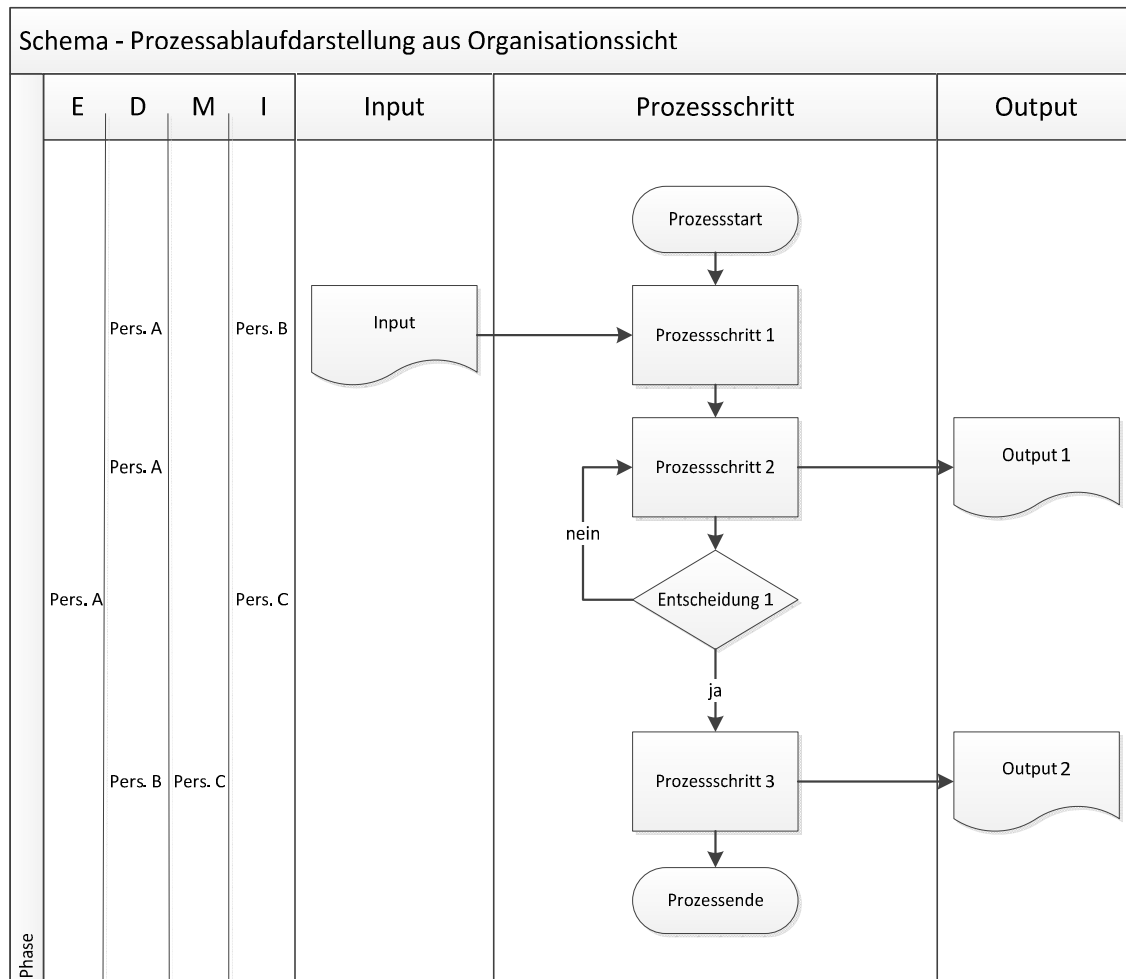 Schema - Prozessablaufdarstellung aus Organisationssicht
E D M I Input Prozessschritt Output
Prozessstart
Pers. A Pers. B Input Prozessschritt 1
Pers. A Prozessschritt 2 Output 1
nein
Pers. A Pers. C Entscheidung 1
ja
Pers. B Pers. C Prozessschritt 3 Output 2
Prozessende
Phase